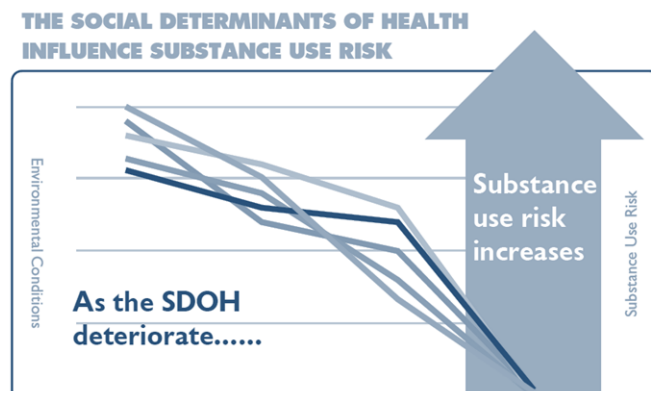 THE SOCIAL DETERMINANTS OF HEALTH
INFLUENCE SUBSTANCE USE RISK
Environmental Conditions
As the SDOH
deteriorate......
Substance
use risk
increases
Substance Use Risk